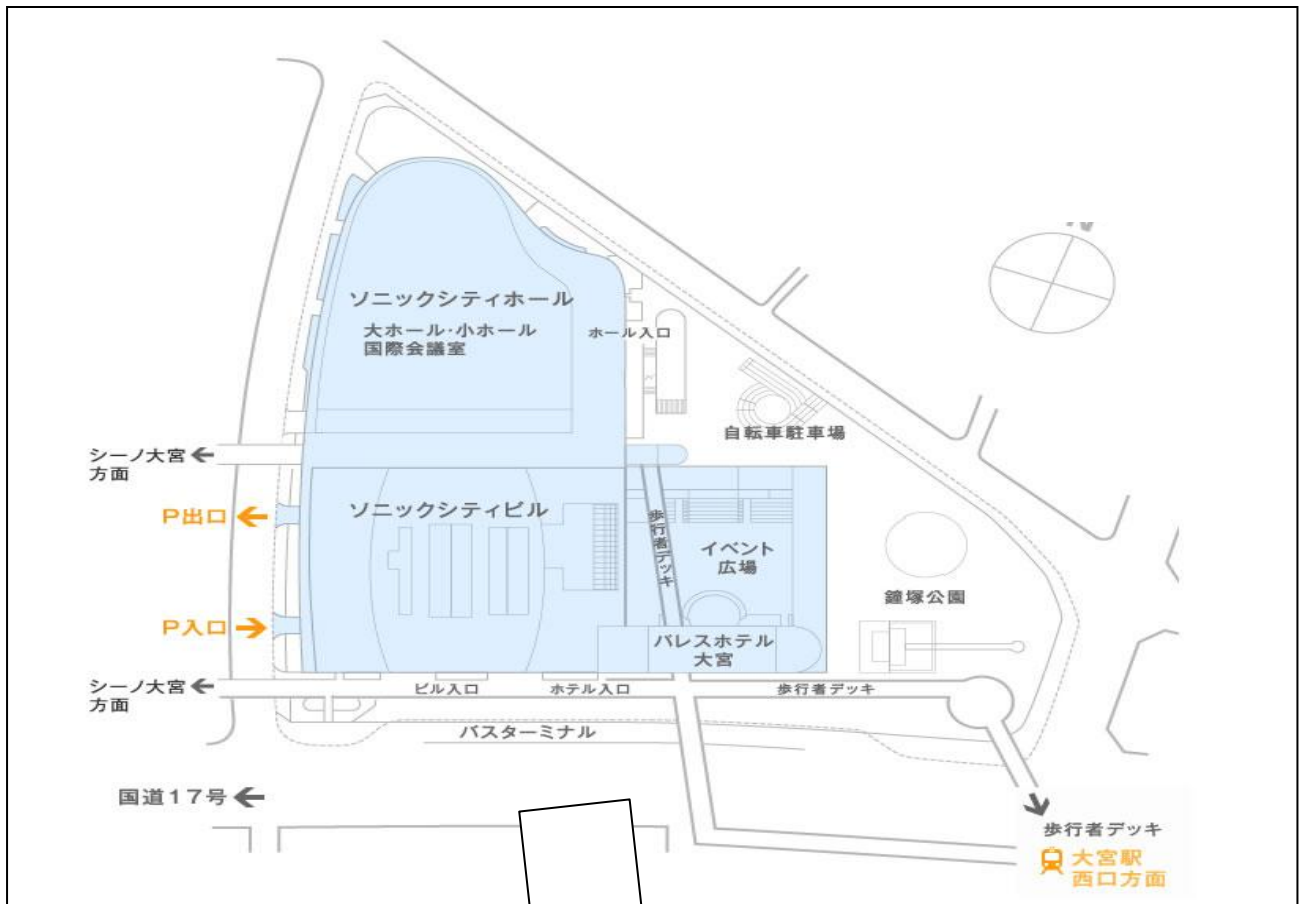 N
ソニックシティホール
大ホール・小ホール
国際会議室
ホール入口
自転車駐車場
シーノ大宮
方面
P出口
ソニックシティビル
歩行者デッキ
イベント
広場
鐘塚公園
P入口
パレスホテル
大宮
シーノ大宮
方面
ビル入口
ホテル入口
歩行者デッキ
バスターミナル
国道17号
歩行者デッキ
大宮駅
西口方面